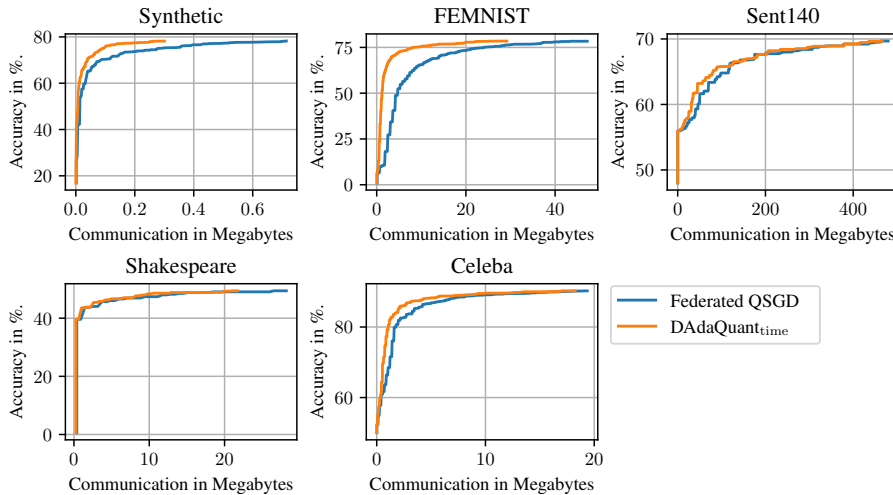 Synthetic
FEMNIST
Sent140
Accuracy in %.
80
60
40
20
0.0 0.2 0.4 0.6
Communication in Megabytes
Accuracy in %.
75
50
25
0
0 20 40
Communication in Megabytes
Accuracy in %.
70
60
50
0 200 400
Communication in Megabytes
Shakespeare
Celeba
Accuracy in %.
40
20
0
0 10 20
Communication in Megabytes
Accuracy in %.
80
60
0 10 20
Communication in Megabytes
Federated QSGD
DAdaQuant_time